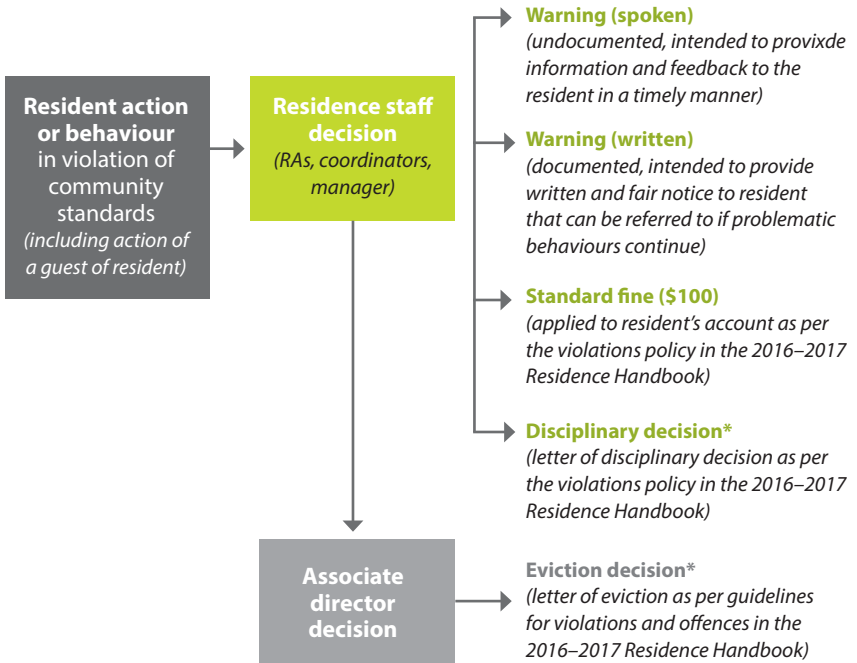 Resident action
or behaviour
in violation of
community
standards
(including action of
a guest of resident)
Residence staff
decision
(RAs, coordinators,
manager)
Warning (spoken)
(undocumented, intended to provixde
information and feedback to the
resident in a timely manner)
Warning (written)
(documented, intended to provide
written and fair notice to resident
that can be referred to if problematic
behaviours continue)
Standard fine ($100)
(applied to resident’s account as per
the violations policy in the 2016–2017
Residence Handbook)
Disciplinary decision*
(letter of disciplinary decision as per
the violations policy in the 2016–2017
Residence Handbook)
Associate
director
decision
Eviction decision*
(letter of eviction as per guidelines
for violations and offences in the
2016–2017 Residence Handbook)